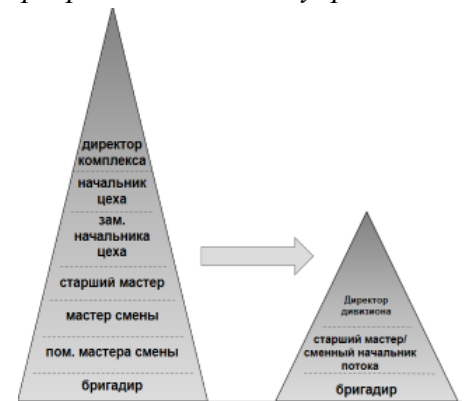 директор
комплекса
начальник
цеха
зам.
начальника
цеха
старший мастер
мастер смены
пом. мастера смены
бригадир
Директор
дивизиона
старший мастер/
сменный начальник
потока
бригадир